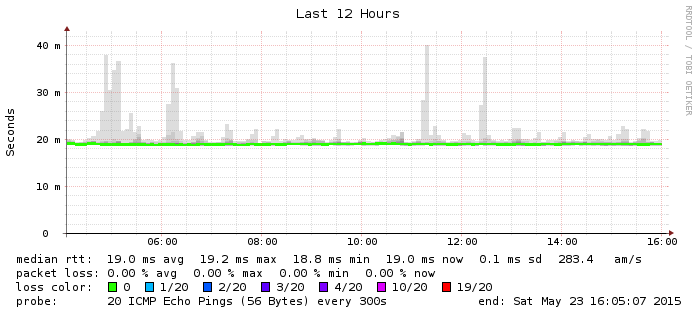 Last 12 Hours
RRDTOOL / TOBI OETIKER
Seconds
40 m
30 m
20 m
10 m
0
06:00 08:00 10:00 12:00 14:00 16:00
median rtt: 19.0 ms avg 19.2 ms max 18.8 ms min 19.0 ms now 0.1 ms sd 283.4 am/s
packet loss: 0.00 % avg 0.00 % max 0.00 % min 0.00 % now
loss color: 0 1/20 2/20 3/20 4/20 10/20 19/20
probe: 20 ICMP Echo Pings (56 Bytes) every 300s end: Sat May 23 16:05:07 2015